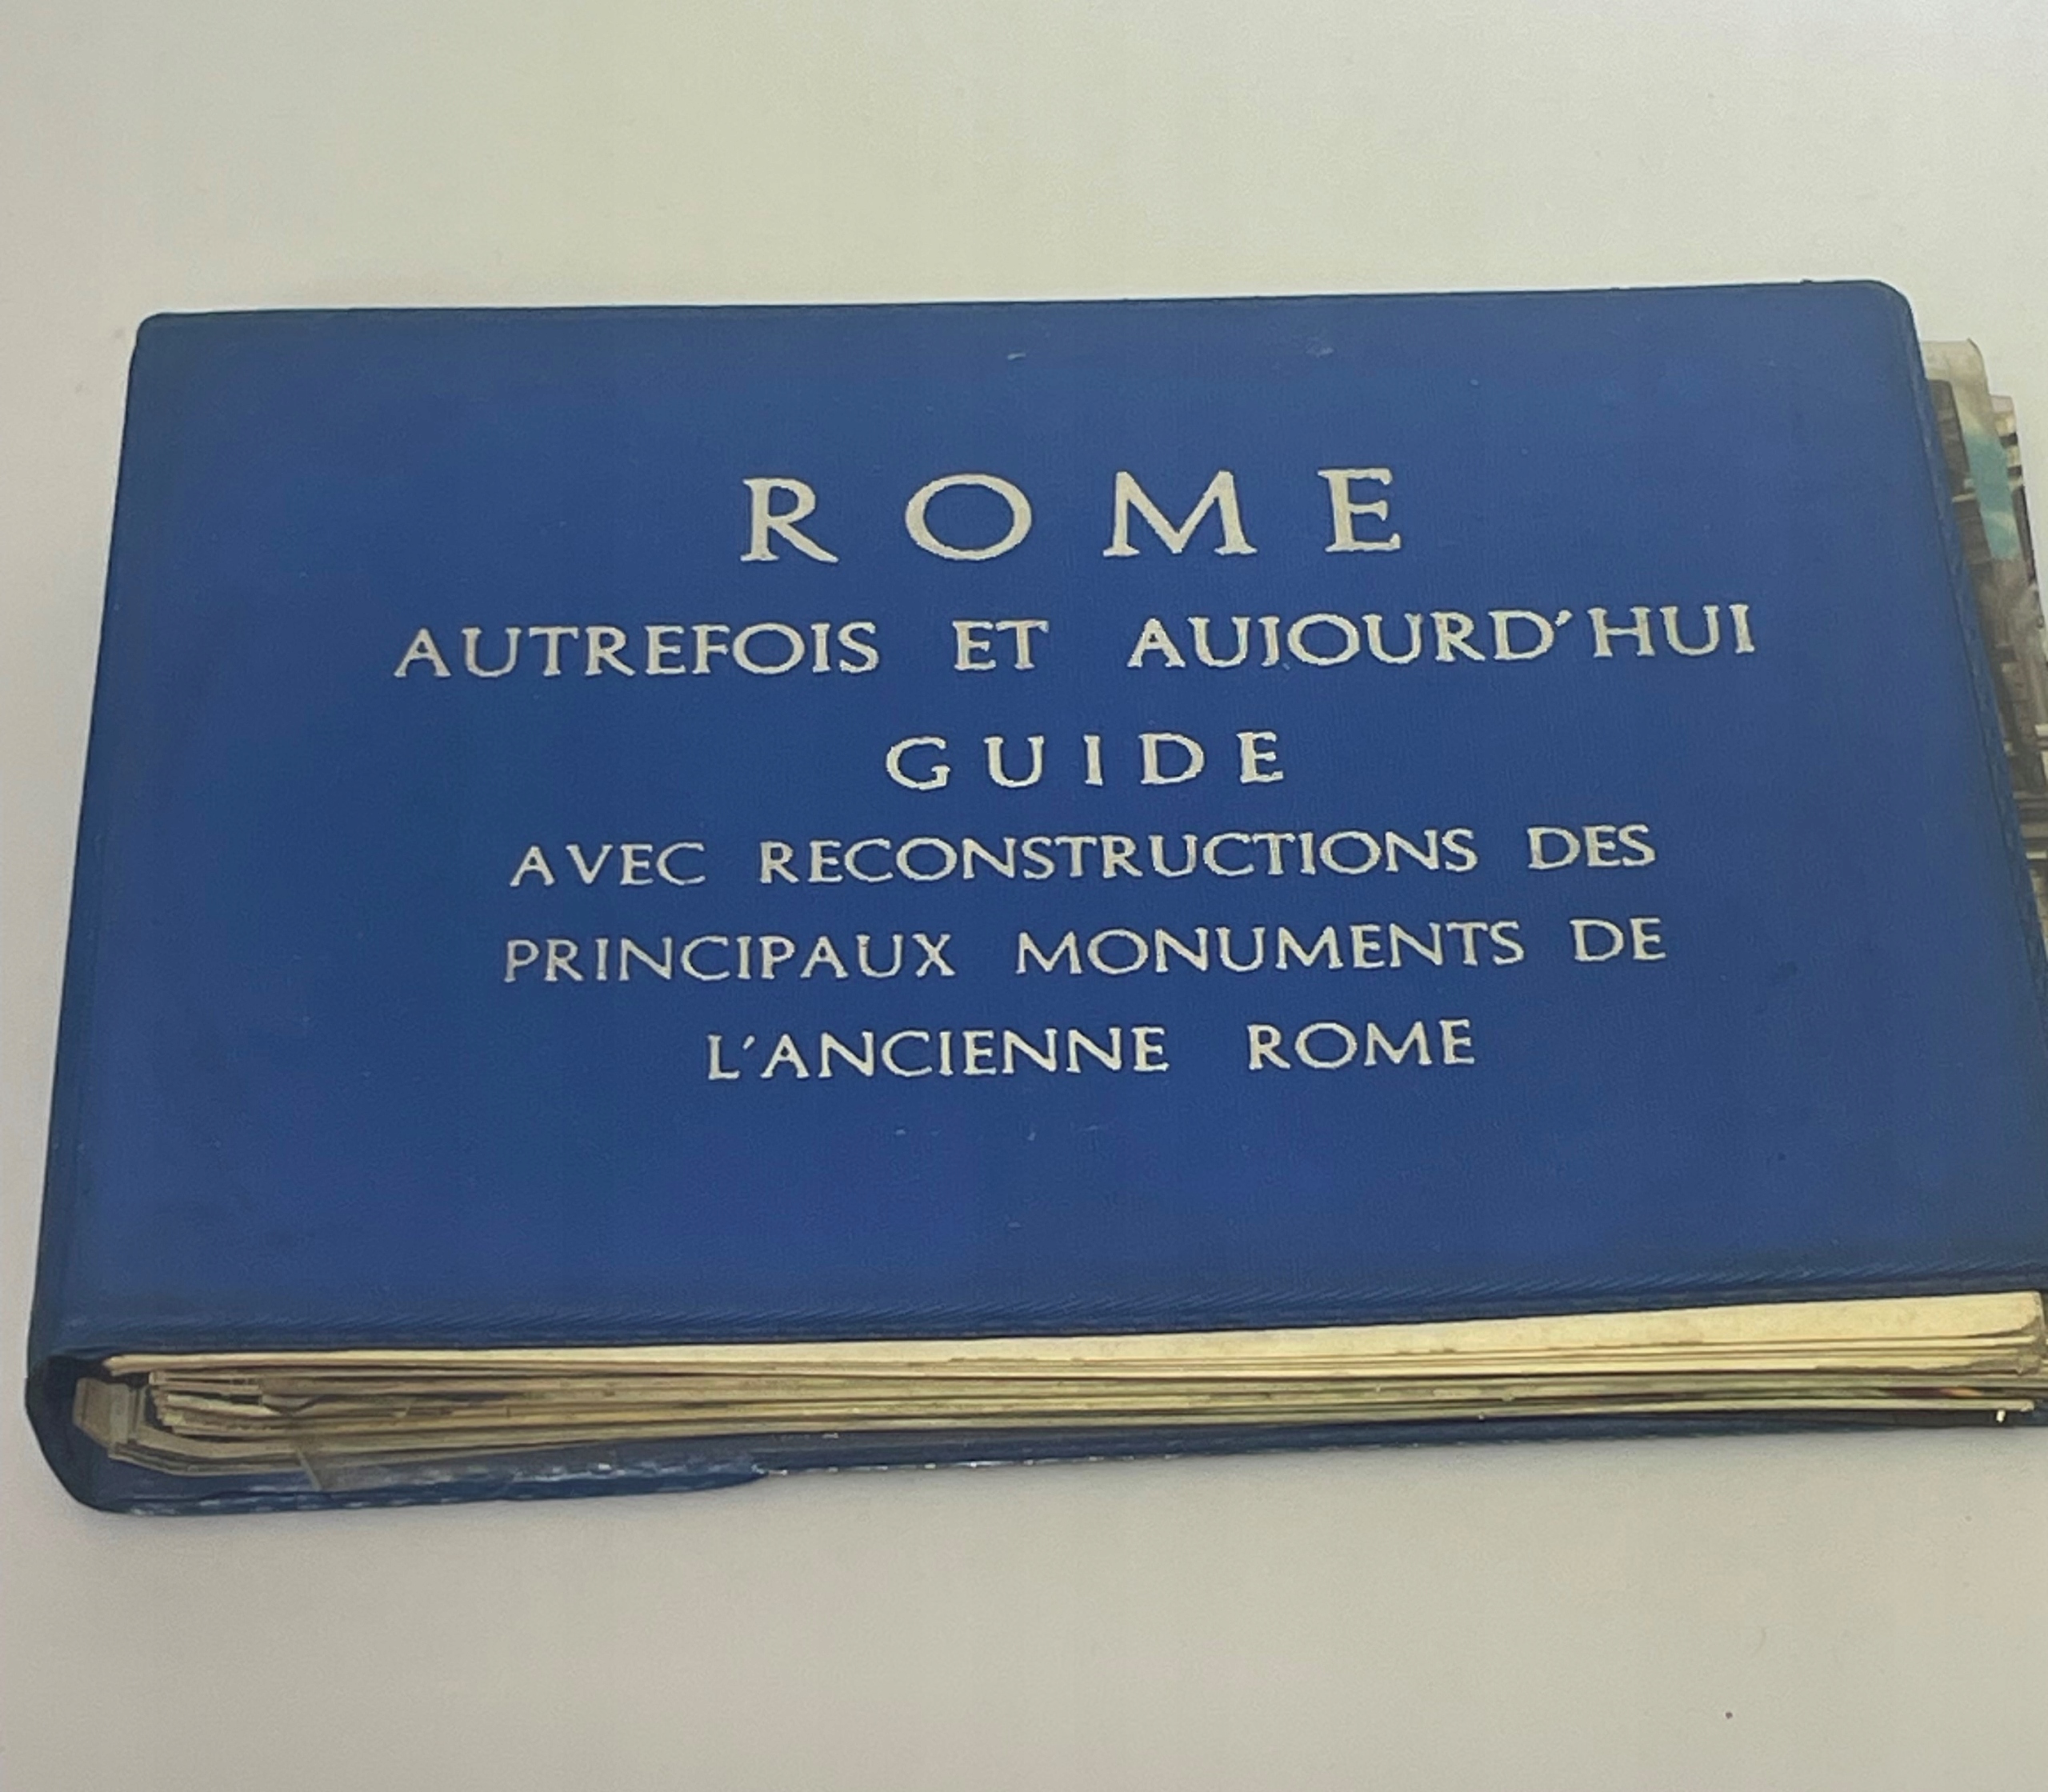 ROME
AUTREFOIS ET AUJOURD'HUI
GUIDE
AVEC RECONSTRUCTIONS DES
PRINCIPAUX MONUMENTS DE
L'ANCIENNE ROME